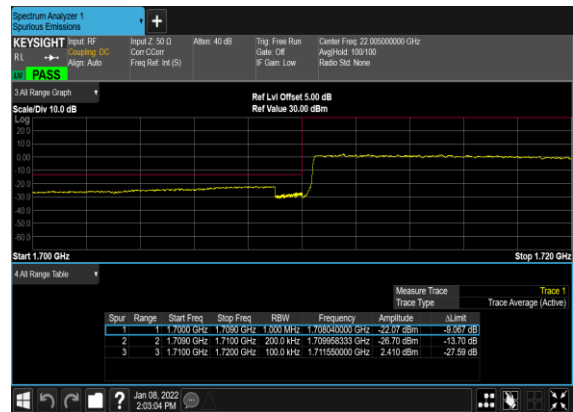 Spectrum Analyzer 1
Spurious Emissions
+
KEYSIGHT Input: RF Input Z: 50 Ω Atten: 40 dB Trig: Free Run Center Freq: 22.005000000 GHz
RL Coupling: DC Corr CCorr Gate: Off Avg|Hold: 100/100
Align: Auto Freq Ref: Int (S) IF Gain: Low Radio Std: None
LW PASS
3 All Range Graph Ref Lvl Offset 5.00 dB
Scale/Div 10.0 dB Ref Value 30.00 dBm
Log
20.0
10.0
0.00
-10.0
-20.0
-30.0
-40.0
-50.0
-60.0
Start 1.700 GHz Stop 1.720 GHz
4 All Range Table
Measure Trace Trace 1
Trace Type Trace Average (Active)
Spur Range Start Freq Stop Freq RBW Frequency Amplitude ΔLimit
1 1 1.7000 GHz 1.7090 GHz 1.000 MHz 1.708040000 GHz -22.07 dBm -9.067 dB
2 2 1.7090 GHz 1.7100 GHz 200.0 kHz 1.709958333 GHz -26.70 dBm -13.70 dB
3 3 1.7100 GHz 1.7200 GHz 100.0 kHz 1.711550000 GHz 2.410 dBm -27.59 dB
? Jan 08, 2022
2:03:04 PM